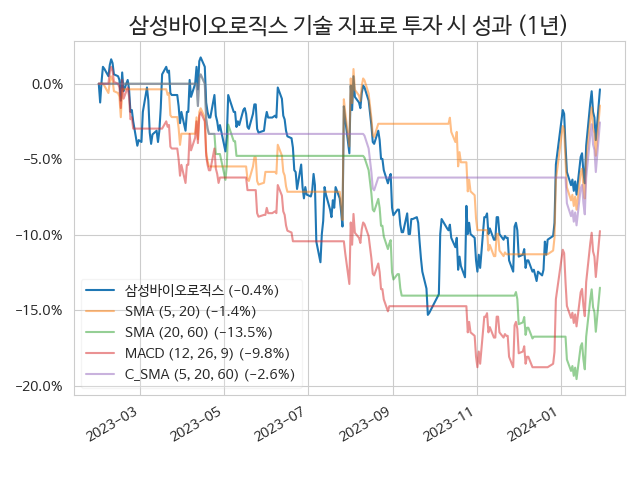 삼성바이오로직스 기술 지표로 투자 시 성과 (1년)
0.0%
−5.0%
−10.0%
−15.0%
−20.0%
삼성바이오로직스 (−0.4%)
SMA (5, 20) (−1.4%)
SMA (20, 60) (−13.5%)
MACD (12, 26, 9) (−9.8%)
C_SMA (5, 20, 60) (−2.6%)
2023−03
2023−05
2023−07
2023−09
2023−11
2024−01